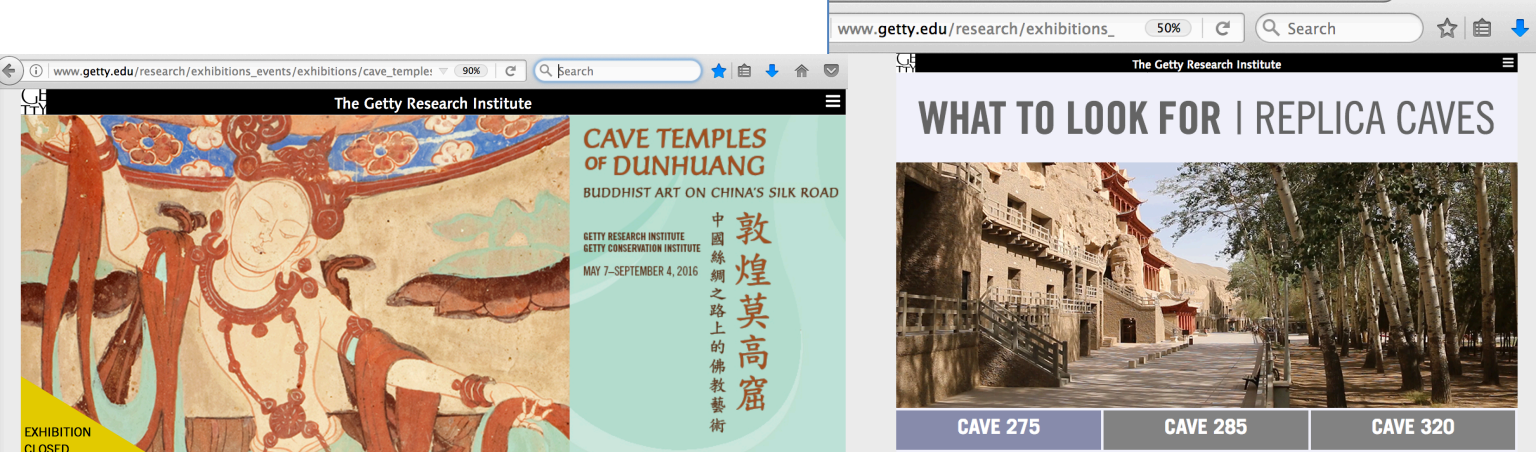 www.getty.edu/research/exhibitions_events/exhibitions/cave_temples
90%
Search
GE
TTY
The Getty Research Institute
CAVE TEMPLES
OF DUNHUANG
BUDDHIST ART ON CHINA'S SILK ROAD
GETTY RESEARCH INSTITUTE
GETTY CONSERVATION INSTITUTE
MAY 7–SEPTEMBER 4, 2016
敦煌莫高窟
中國絲綢之路上的佛教藝術
EXHIBITION
CLOSED
www.getty.edu/research/exhibitions_
50%
Search
GE
TTY
The Getty Research Institute
WHAT TO LOOK FOR | REPLICA CAVES
CAVE 275
CAVE 285
CAVE 320